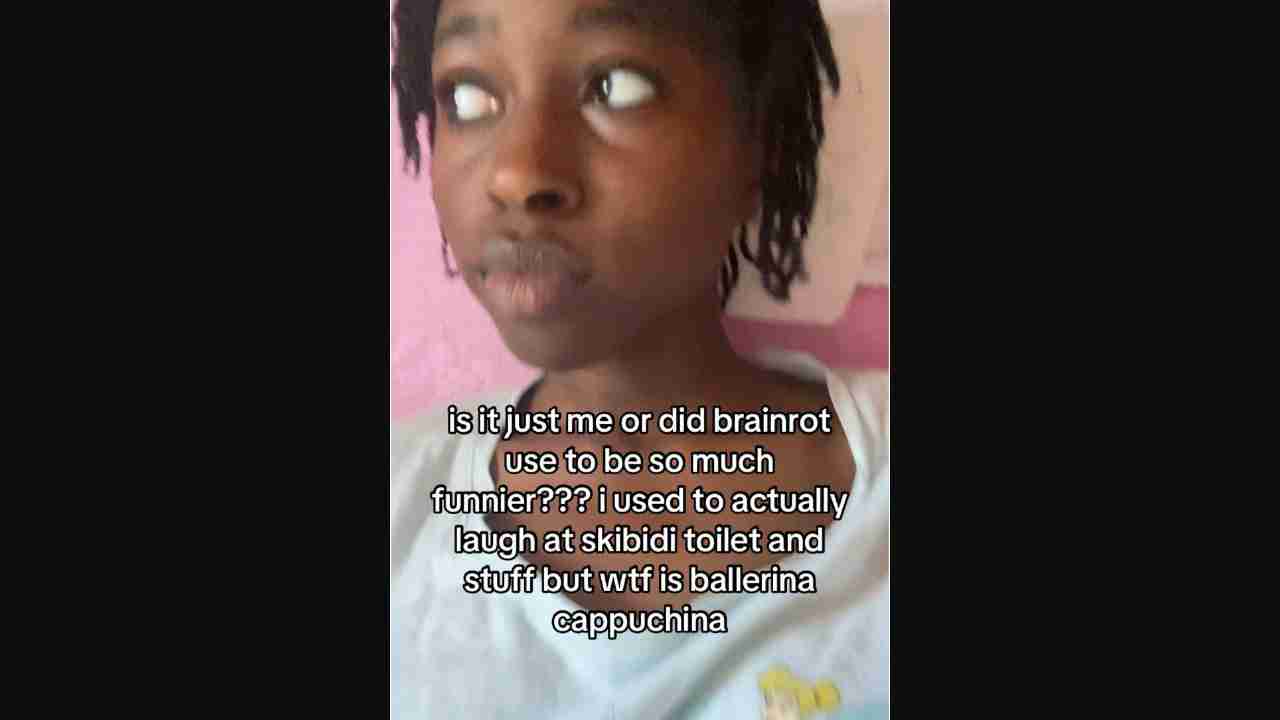 is it just me or did brainrot
use to be so much
funnier??? i used to actually
laugh at skibidi toilet and
stuff but wtf is ballerina
cappuchina